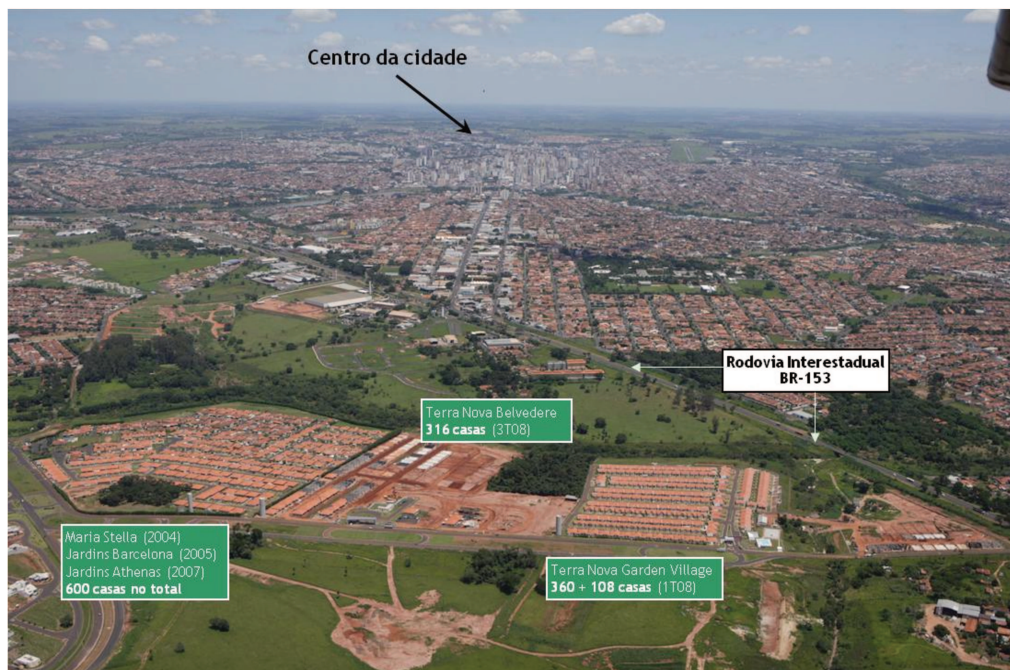 Centro da cidade
Rodovia Interestadual
BR-153
Terra Nova Belvedere
316 casas (3T08)
Maria Stella (2004)
Jardins Barcelona (2005)
Jardins Athenas (2007)
600 casas no total
Terra Nova Garden Village
360 + 108 casas (1T08)